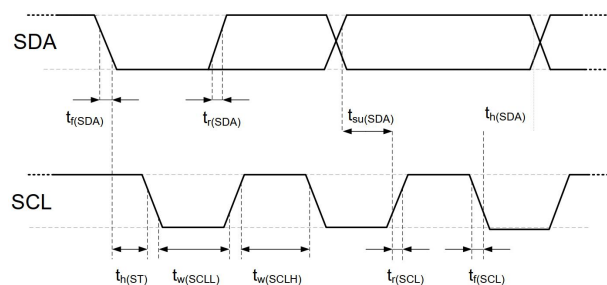 SDA
t_f(SDA) t_r(SDA) t_su(SDA) t_h(SDA)
SCL
t_h(ST) t_w(SCLL) t_w(SCLH) t_r(SCL) t_f(SCL)